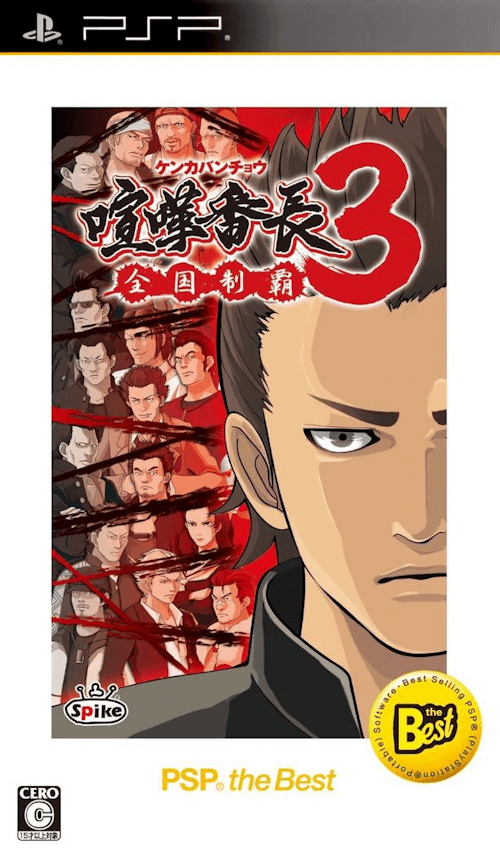 PSP®
ケンカバンチョウ
喧嘩番長3
全国制覇
Spike
the Best
Software・Best Selling PSP® (PlayStation®Portable)
PSP® the Best
CERO
C
15才以上対象